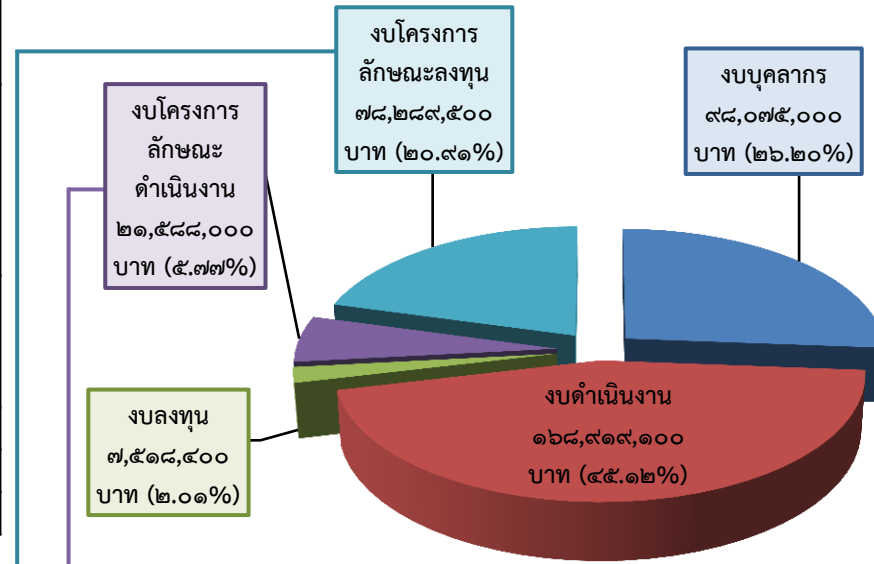 งบโครงการ
ลักษณะลงทุน
๗๘,๒๘๙,๕๐๐
บาท (๒๐.๙๑%)
งบบุคลากร
๙๘,๐๗๕,๐๐๐
บาท (๒๖.๒๐%)
งบโครงการ
ลักษณะ
ดำเนินงาน
๒๑,๕๘๘,๐๐๐
บาท (๕.๗๗%)
งบลงทุน
๗,๕๑๘,๔๐๐
บาท (๒.๐๑%)
งบดำเนินงาน
๑๖๘,๙๑๙,๑๐๐
บาท (๔๕.๑๒%)